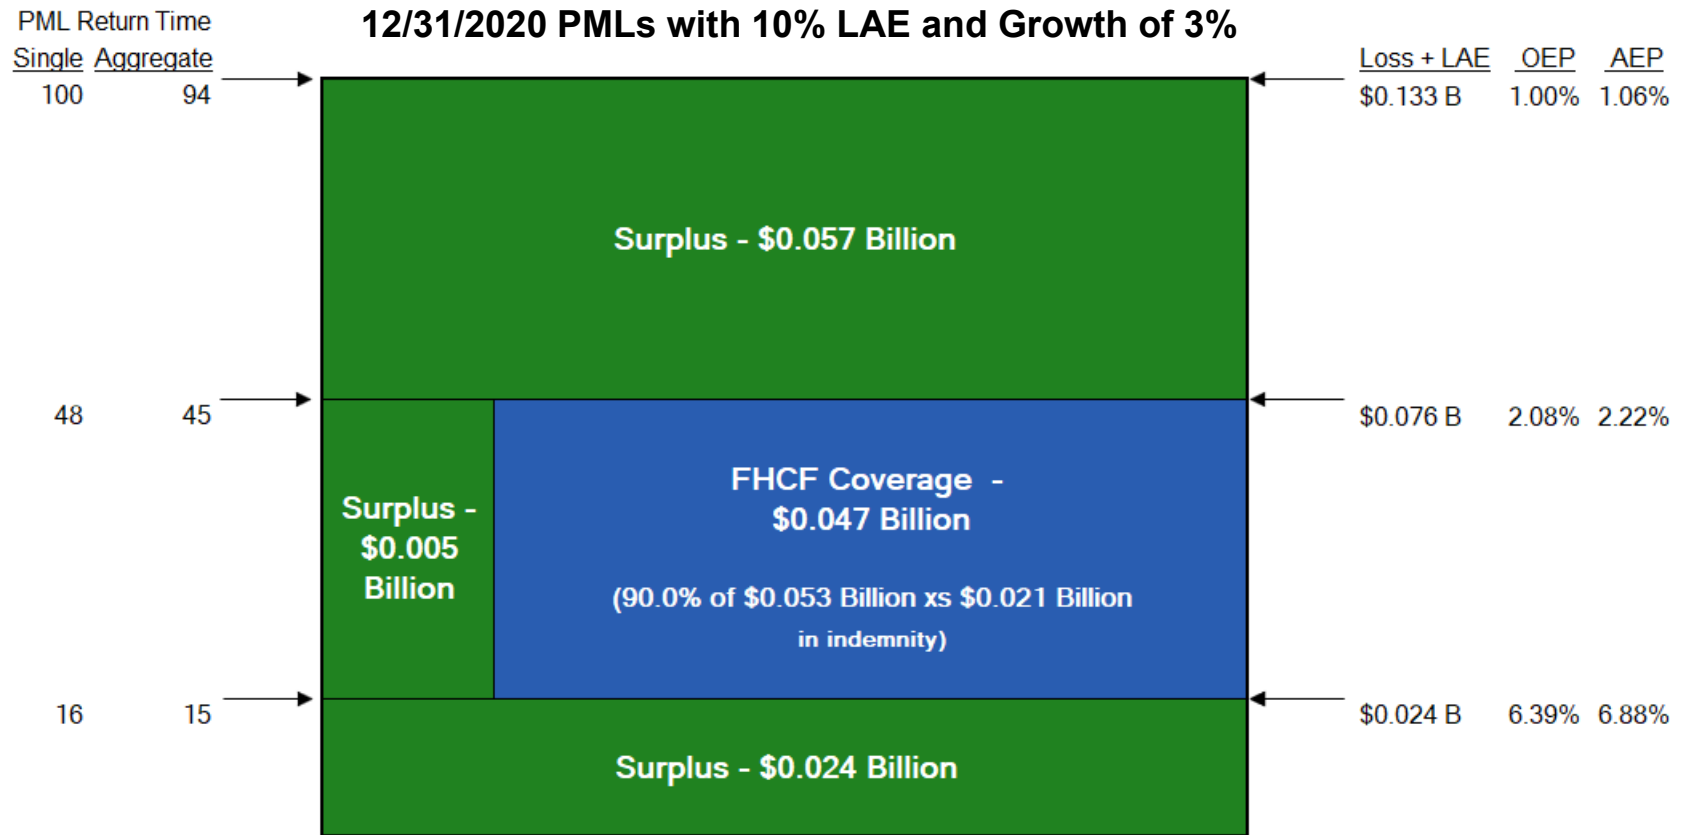 12/31/2020 PMLs with 10% LAE and Growth of 3%
PML Return Time
Single Aggregate
100 94
Loss + LAE OEP AEP
$0.133 B 1.00% 1.06%
Surplus - $0.057 Billion
48 45
$0.076 B 2.08% 2.22%
Surplus -
$0.005
Billion
FHCF Coverage -
$0.047 Billion
(90.0% of $0.053 Billion xs $0.021 Billion
in indemnity)
16 15
$0.024 B 6.39% 6.88%
Surplus - $0.024 Billion